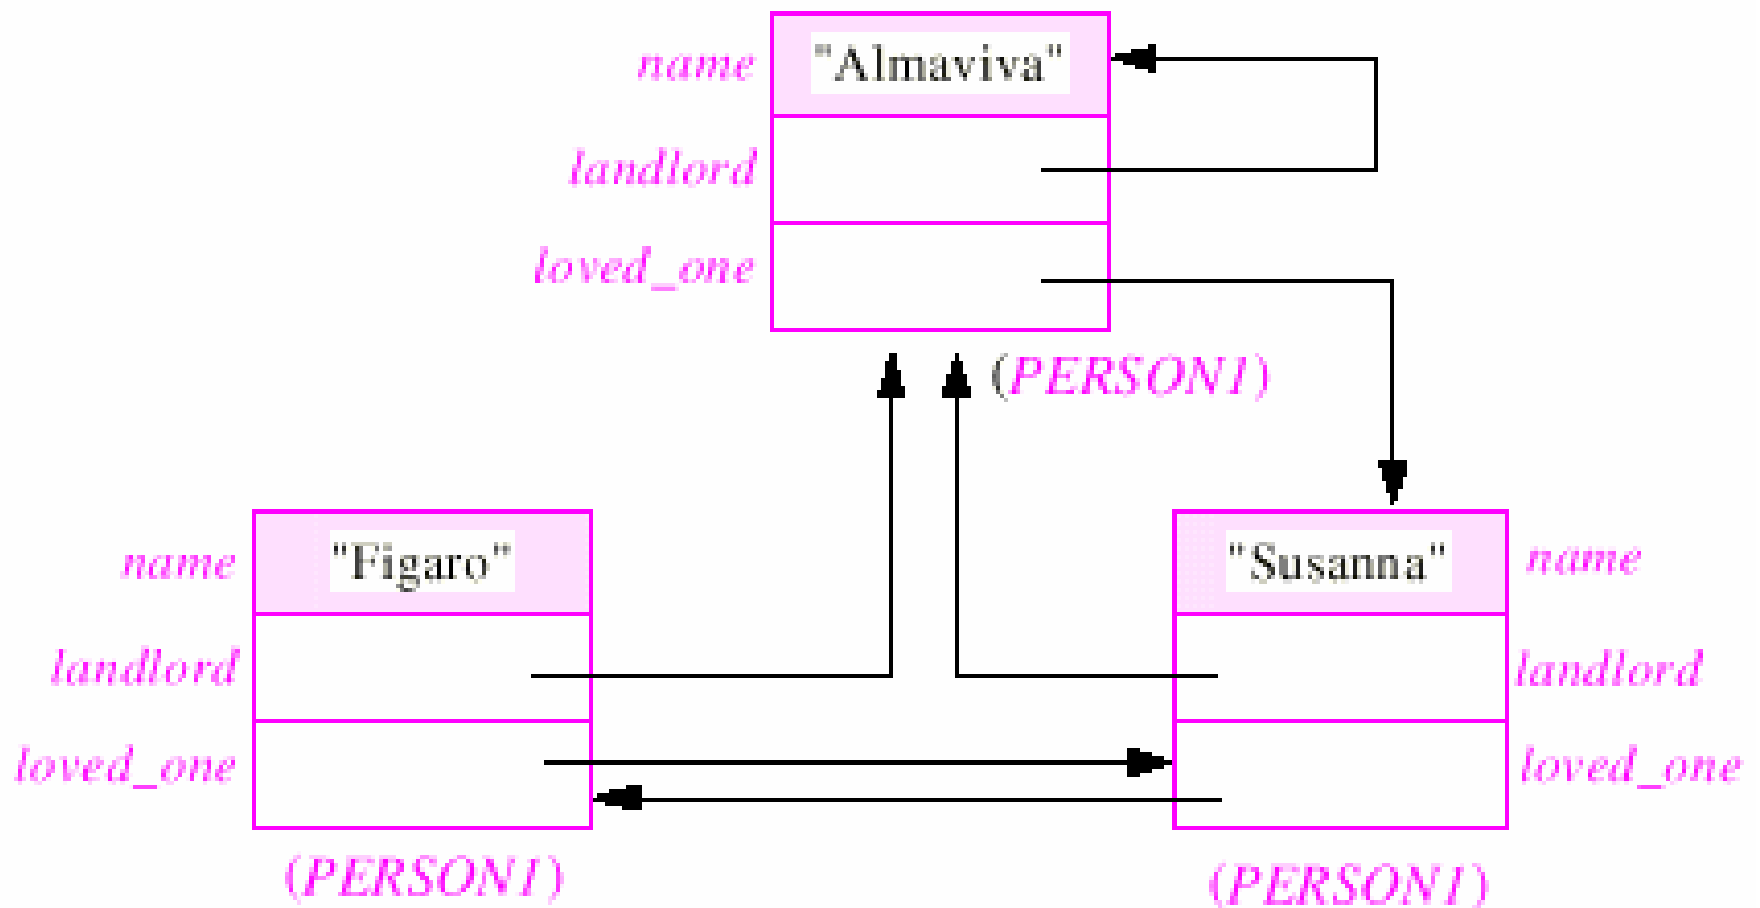 name "Almaviva"
landlord
loved_one
(PERSON1)
name "Figaro" "Susanna" name
landlord landlord
loved_one loved_one
(PERSON1) (PERSON1)